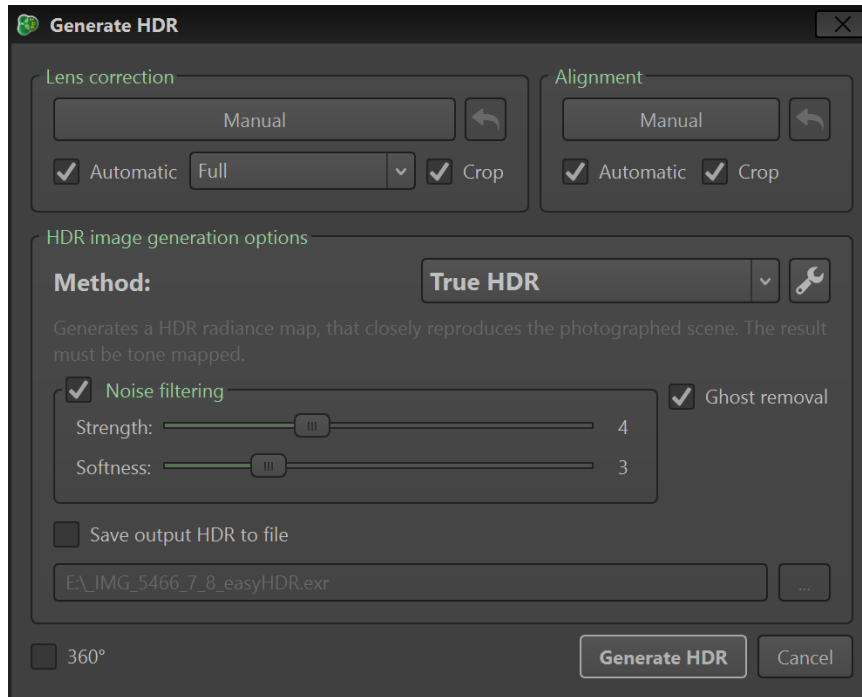 Generate HDR
Lens correction
Alignment
Manual
Manual
Automatic Full Crop
Automatic Crop
HDR image generation options
Method: True HDR
Generates a HDR radiance map, that closely reproduces the photographed scene. The result
must be tone mapped.
Noise filtering
Ghost removal
Strength: 4
Softness: 3
Save output HDR to file
E:\_IMG_5466_7_8_easyHDR.exr ...
360°
Generate HDR
Cancel